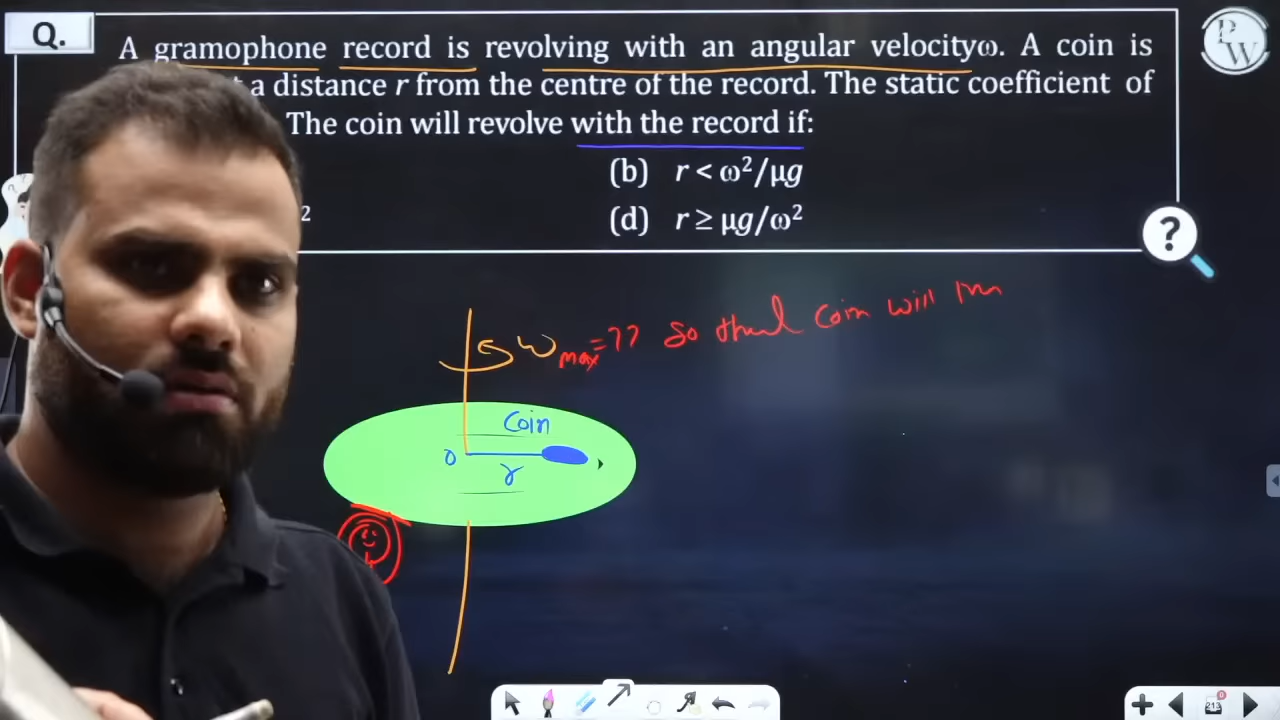 Q.
A gramophone record is revolving with an angular velocityω. A coin is
a distance r from the centre of the record. The static coefficient of
The coin will revolve with the record if:
(b) r < ω²/μg
2
(d) r ≥ μg/ω²
PW
?
ω max = ?? so that coin will
Coin
0
r
+